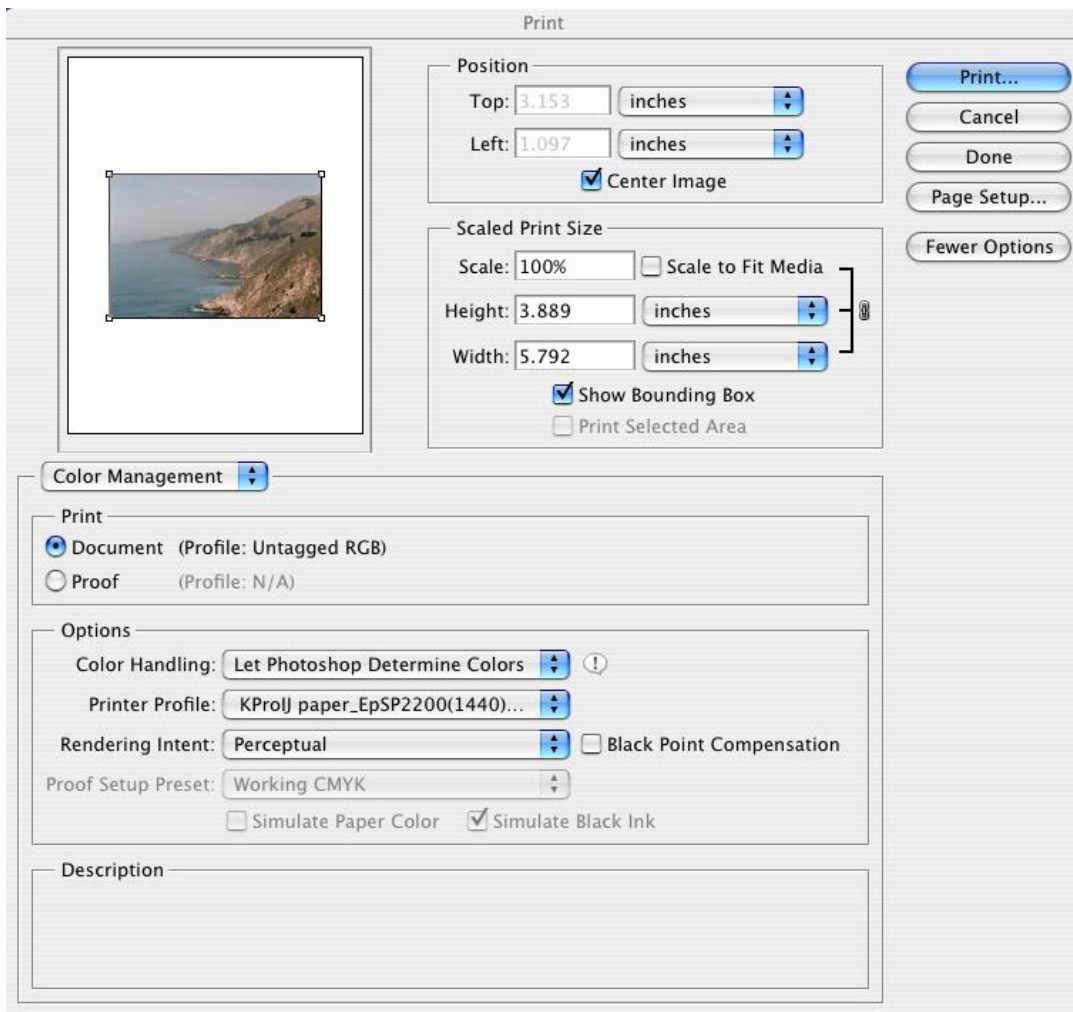 Print
Position
Top: 3.153 inches
Left: 1.097 inches
Center Image
Scaled Print Size
Scale: 100% Scale to Fit Media
Height: 3.889 inches
Width: 5.792 inches
Show Bounding Box
Print Selected Area
Print...
Cancel
Done
Page Setup...
Fewer Options
Color Management
Print
Document (Profile: Untagged RGB)
Proof (Profile: N/A)
Options
Color Handling: Let Photoshop Determine Colors
Printer Profile: KProIJ paper_EpSP2200(1440)...
Rendering Intent: Perceptual Black Point Compensation
Proof Setup Preset: Working CMYK
Simulate Paper Color Simulate Black Ink
Description